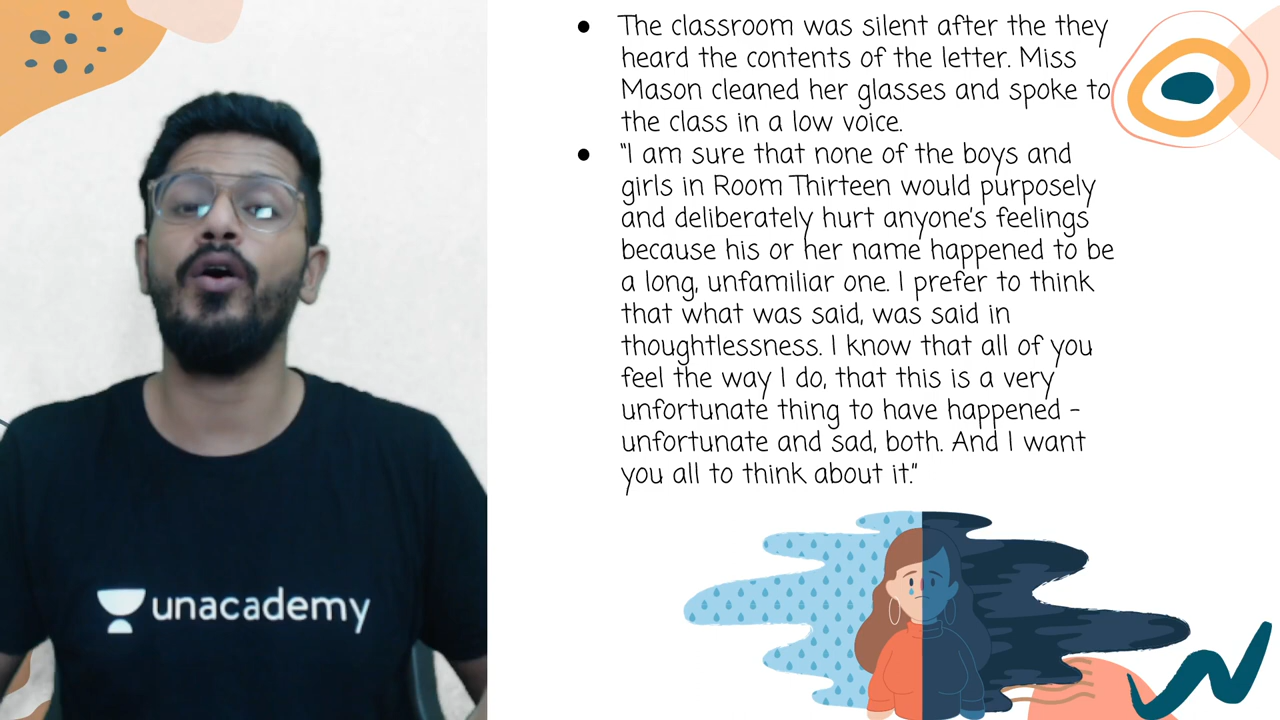 ● The classroom was silent after the they
heard the contents of the letter. Miss
Mason cleaned her glasses and spoke to
the class in a low voice.
● “I am sure that none of the boys and
girls in Room Thirteen would purposely
and deliberately hurt anyone’s feelings
because his or her name happened to be
a long, unfamiliar one. I prefer to think
that what was said, was said in
thoughtlessness. I know that all of you
feel the way I do, that this is a very
unfortunate thing to have happened –
unfortunate and sad, both. And I want
you all to think about it.”
unacademy